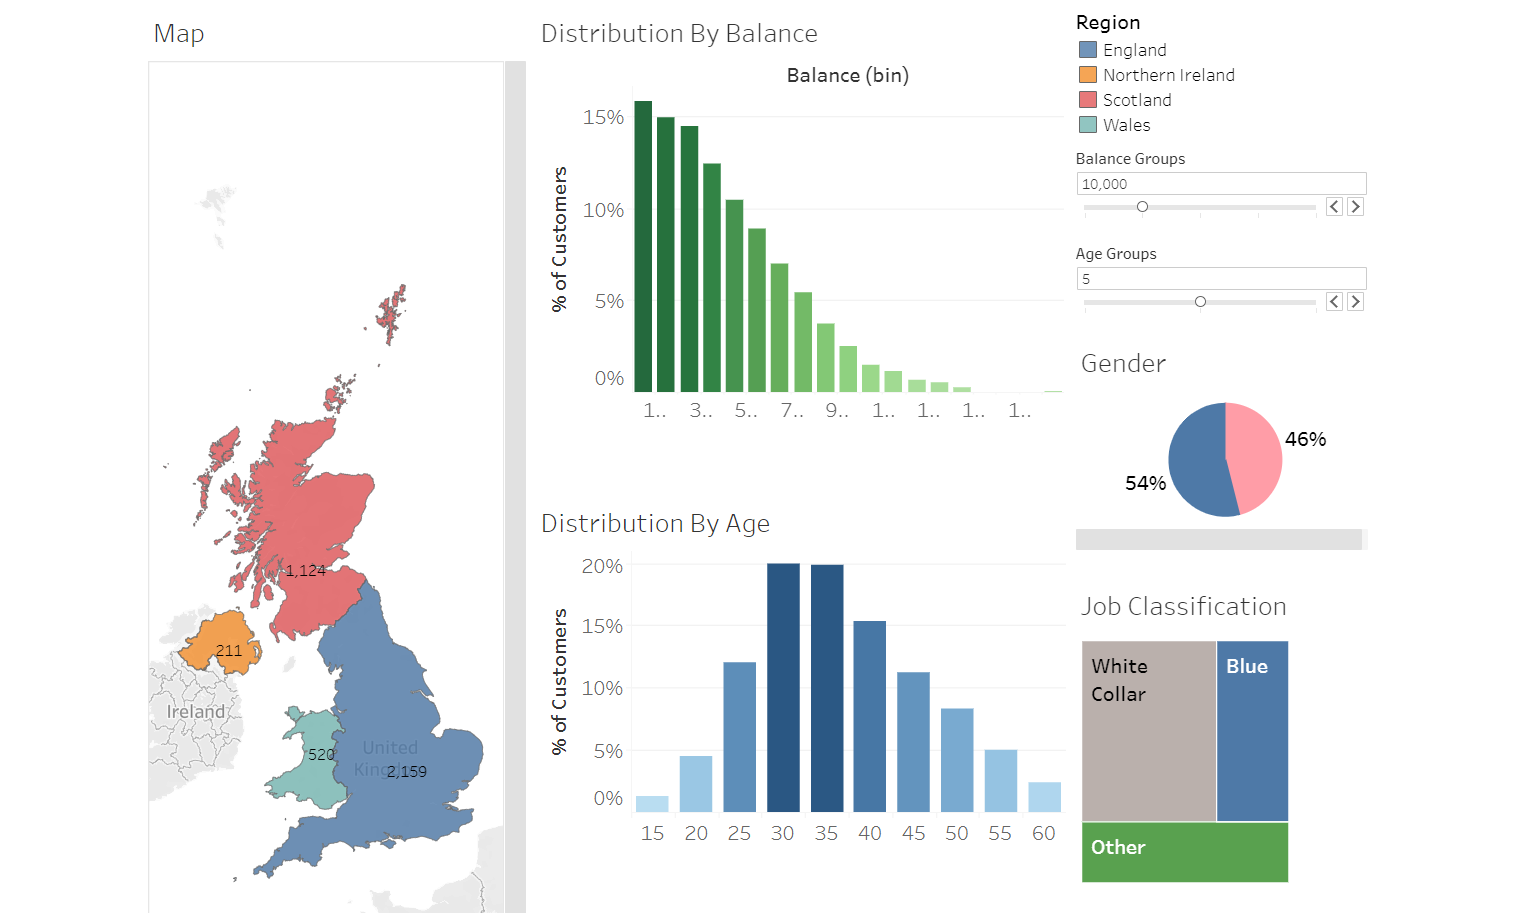 Map
1,124
211
Ireland
520
United
2,159
Distribution By Balance
Balance (bin)
% of Customers
15%
10%
5%
0%
1..
3..
5..
7..
9..
1..
1..
1..
1..
Distribution By Age
% of Customers
20%
15%
10%
5%
0%
15
20
25
30
35
40
45
50
55
60
Region
England
Northern Ireland
Scotland
Wales
Balance Groups
10,000
Age Groups
5
Gender
46%
54%
Job Classification
White
Collar
Blue
Other